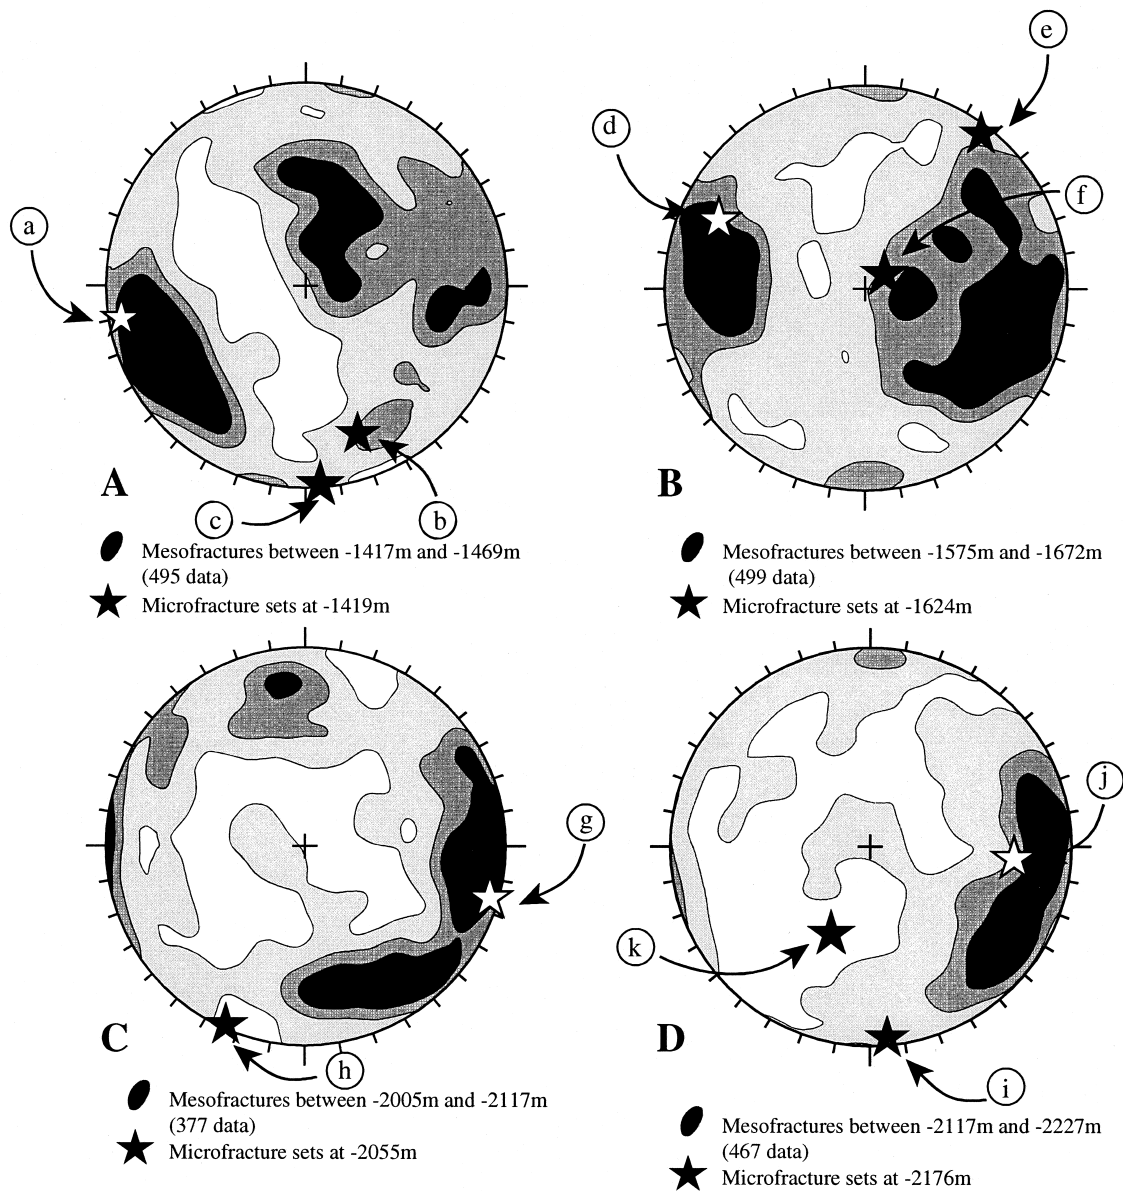 e
d
f
a
A
B
c
b
Mesofractures between -1417m and -1469m
(495 data)
Microfracture sets at -1419m
Mesofractures between -1575m and -1672m
(499 data)
Microfracture sets at -1624m
j
g
k
C
D
h
i
Mesofractures between -2005m and -2117m
(377 data)
Microfracture sets at -2055m
Mesofractures between -2117m and -2227m
(467 data)
Microfracture sets at -2176m